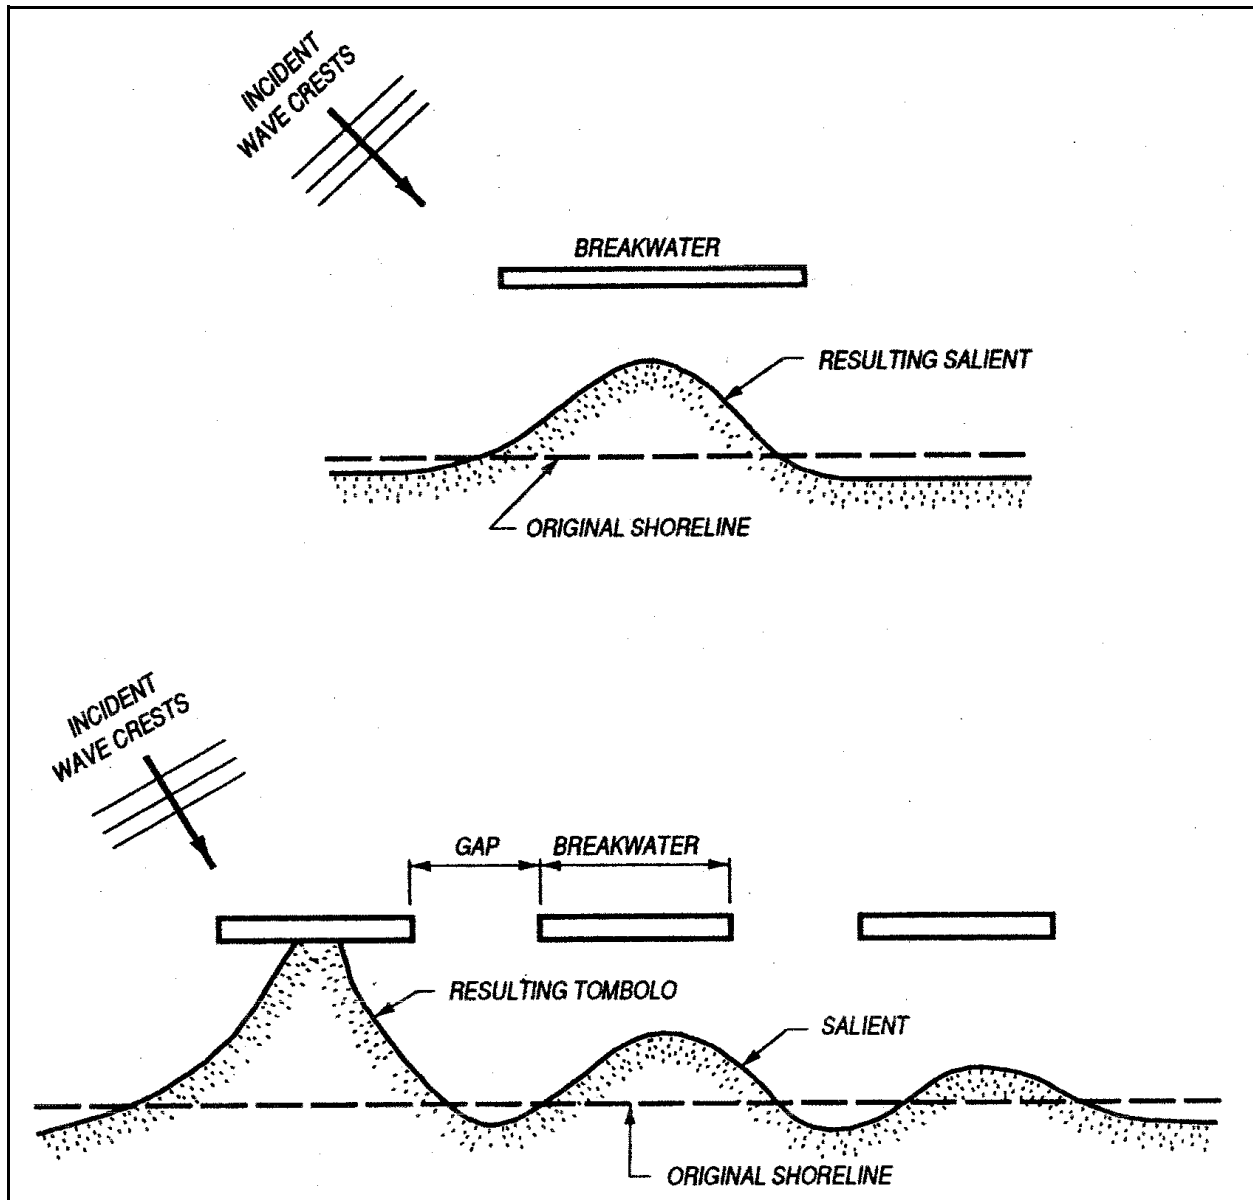 INCIDENT
WAVE CRESTS
BREAKWATER
RESULTING SALIENT
ORIGINAL SHORELINE
INCIDENT
WAVE CRESTS
GAP
BREAKWATER
RESULTING TOMBOLO
SALIENT
ORIGINAL SHORELINE